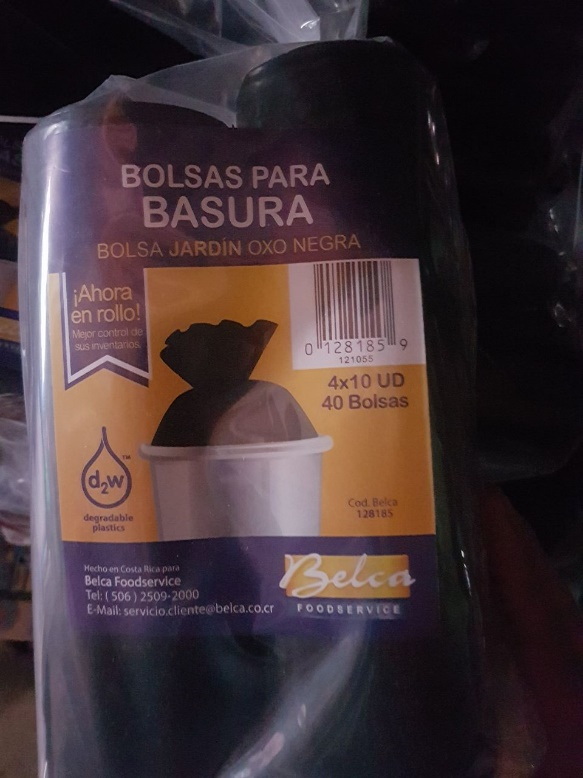 BOLSAS PARA
BASURA
BOLSA JARDÍN OXO NEGRA
¡Ahora
en rollo!
Mejor control de
sus inventarios.
0 128185 9
121055
4x10 UD
40 Bolsas
d2w™
degradable
plastics
Cod. Belca
128185
Hecho en Costa Rica para
Belca Foodservice
Tel: ( 506 ) 2509-2000
E-Mail: servicio.cliente@belca.co.cr
Belca
FOODSERVICE